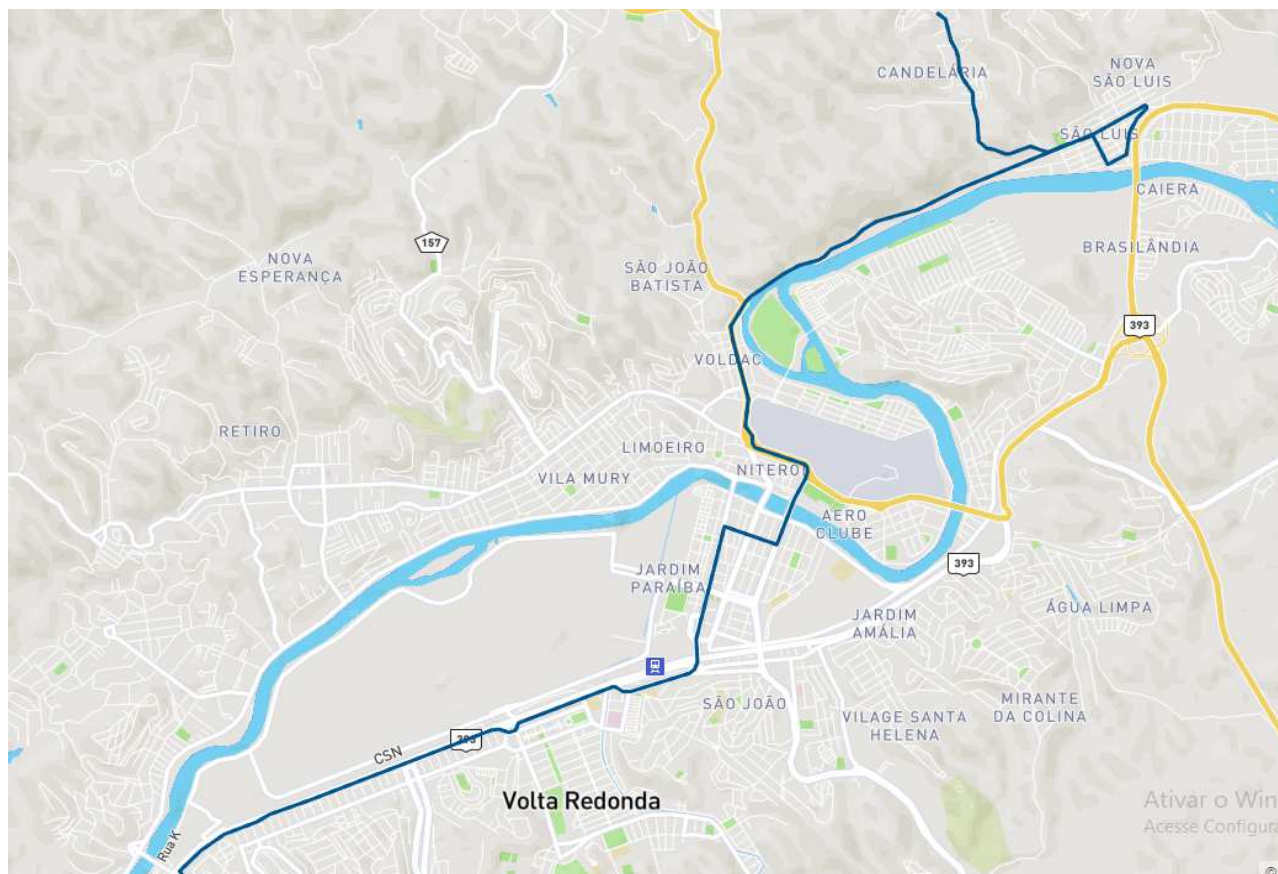 CANDELÁRIA
NOVA
SÃO LUIS
SÃO LUIS
CAIERA
BRASILÂNDIA
157
NOVA
ESPERANÇA
SÃO JOÃO
BATISTA
393
VOLDAC
RETIRO
LIMOEIRO
VILA MURY
NITERÓI
AERO
CLUBE
JARDIM
PARAÍBA
393
JARDIM
AMÁLIA
ÁGUA LIMPA
SÃO JOÃO
MIRANTE
DA COLINA
VILAGE SANTA
HELENA
CSN
393
Volta Redonda
Rua K
Ativar o Win
Acesse Configura
©